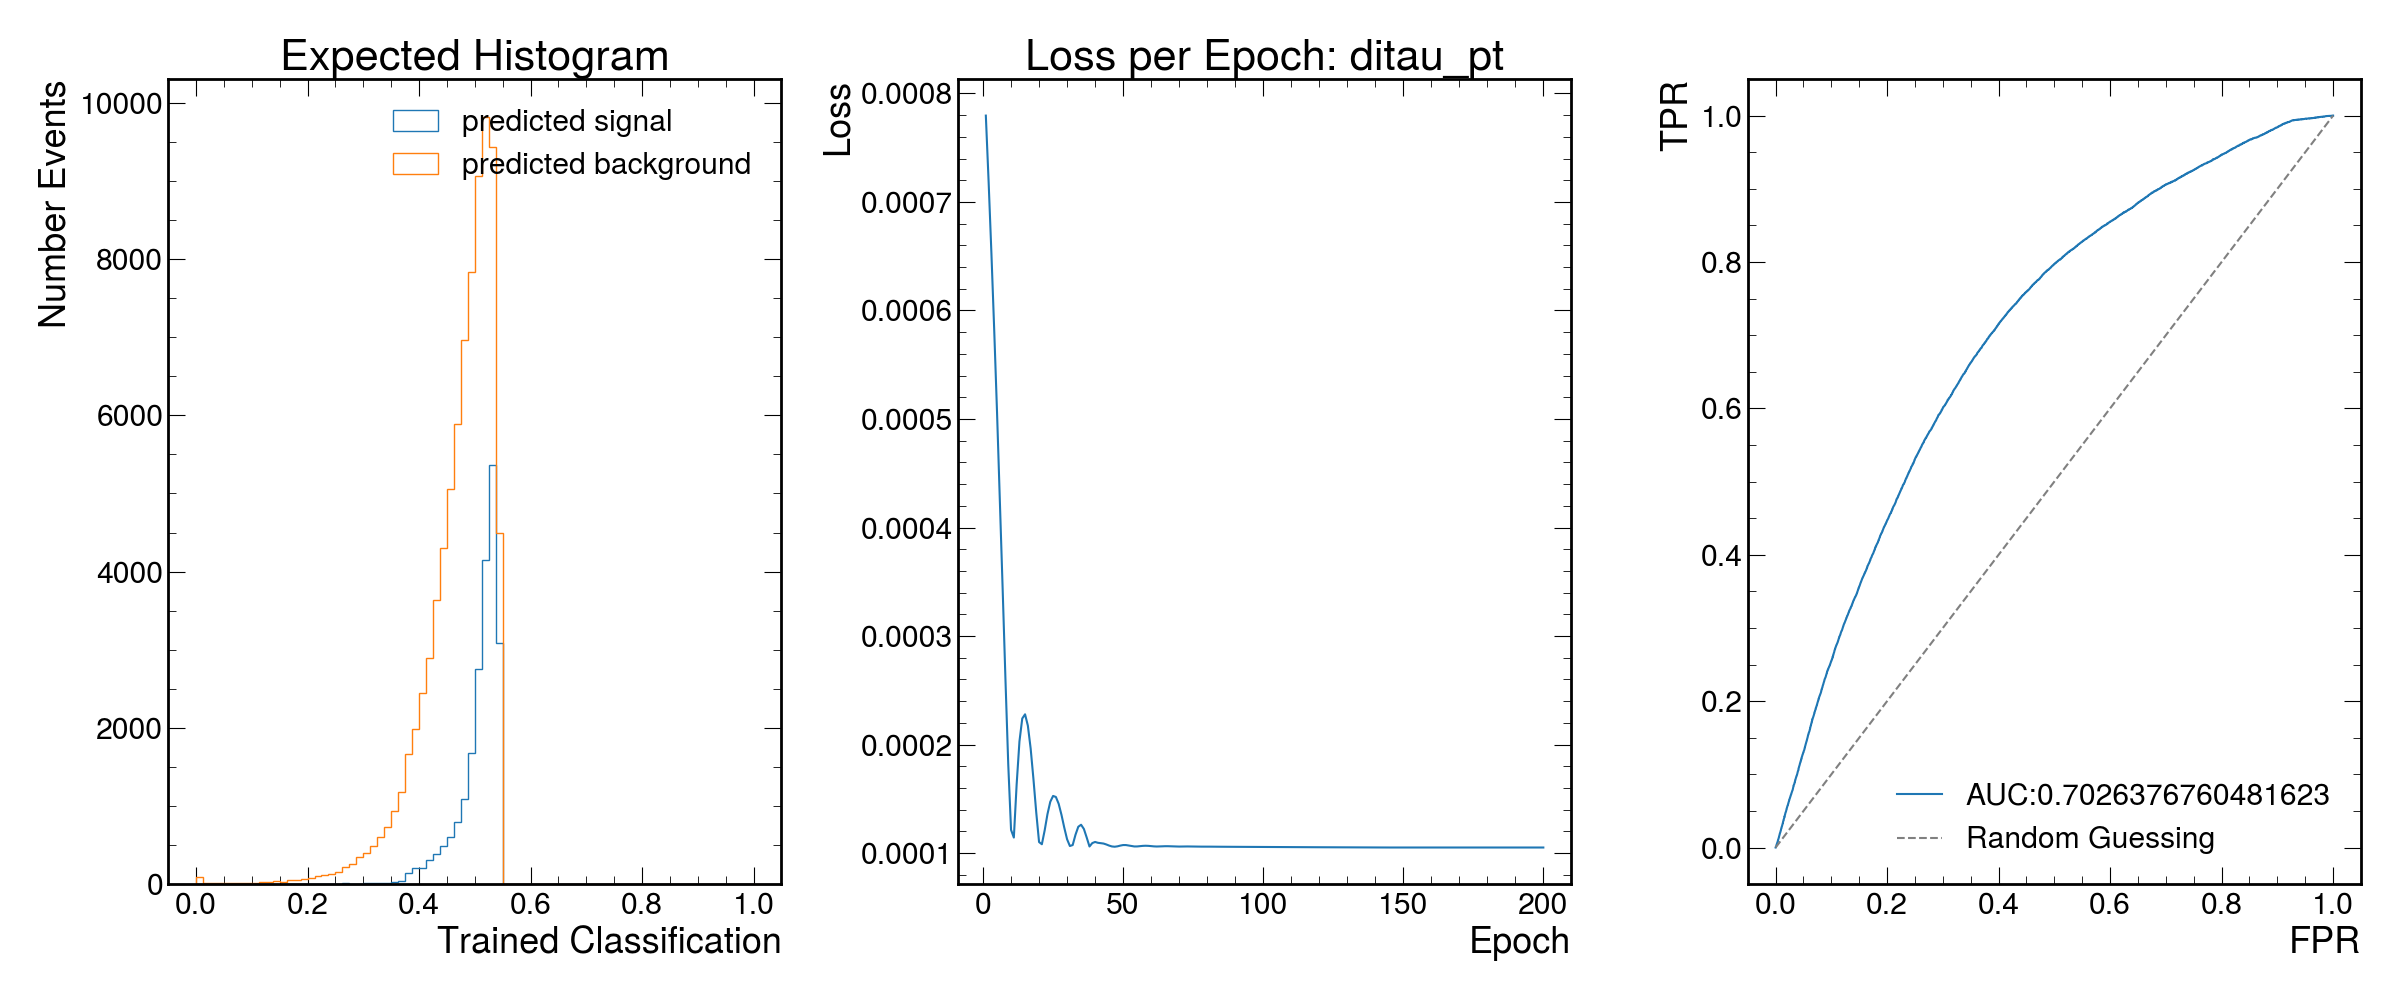 Expected Histogram
Number Events
10000
8000
6000
4000
2000
0
predicted signal
predicted background
0.0 0.2 0.4 0.6 0.8 1.0
Trained Classification
Loss per Epoch: ditau_pt
Loss
0.0008
0.0007
0.0006
0.0005
0.0004
0.0003
0.0002
0.0001
0 50 100 150 200
Epoch
TPR
1.0
0.8
0.6
0.4
0.2
0.0
AUC:0.7026376760481623
Random Guessing
0.0 0.2 0.4 0.6 0.8 1.0
FPR